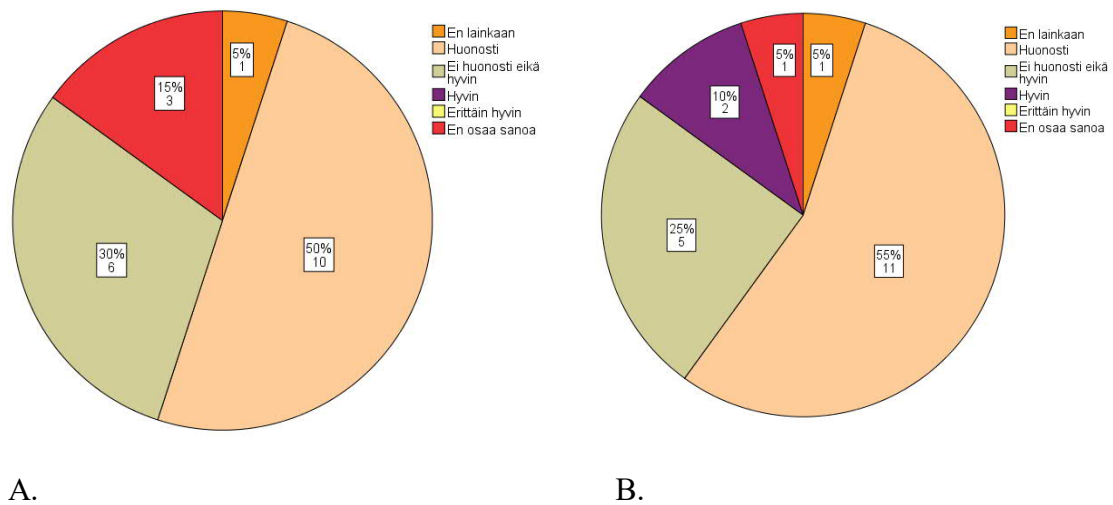 5%
1
50%
10
30%
6
15%
3
En lainkaan
Huonosti
Ei huonosti eikä
hyvin
Hyvin
Erittäin hyvin
En osaa sanoa
A.
5%
1
5%
1
10%
2
25%
5
55%
11
En lainkaan
Huonosti
Ei huonosti eikä
hyvin
Hyvin
Erittäin hyvin
En osaa sanoa
B.